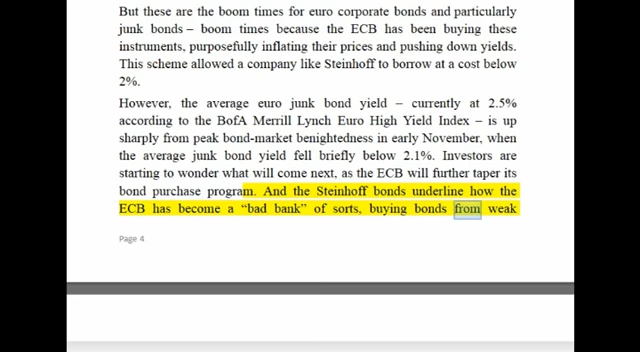 But these are the boom times for euro corporate bonds and particularly
junk bonds – boom times because the ECB has been buying these
instruments, purposefully inflating their prices and pushing down yields.
This scheme allowed a company like Steinhoff to borrow at a cost below
2%.
However, the average euro junk bond yield – currently at 2.5%
according to the BofA Merrill Lynch Euro High Yield Index – is up
sharply from peak bond-market benightedness in early November, when
the average junk bond yield fell briefly below 2.1%. Investors are
starting to wonder what will come next, as the ECB will further taper its
bond purchase program. And the Steinhoff bonds underline how the
ECB has become a “bad bank” of sorts, buying bonds from weak
Page 4